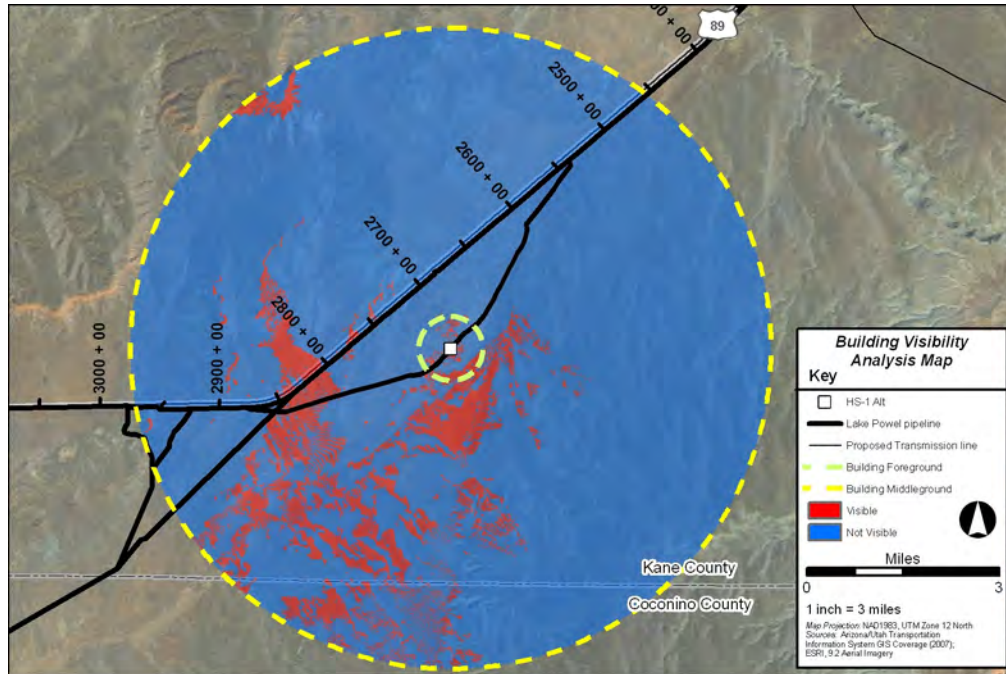 89
2500 + 00
2600 + 00
2700 + 00
2800 + 00
2900 + 00
3000 + 00
Kane County
Coconino County
Building Visibility
Analysis Map
Key
HS-1 Alt
Lake Powel pipeline
Proposed Transmission line
Building Foreground
Building Middleground
Visible
Not Visible
Miles
0 3
1 inch = 3 miles
Map Projection: NAD1983, UTM Zone 12 North
Sources: Arizona/Utah Transportation
Information System GIS Coverage (2007);
ESRI, 9.2 Aerial Imagery